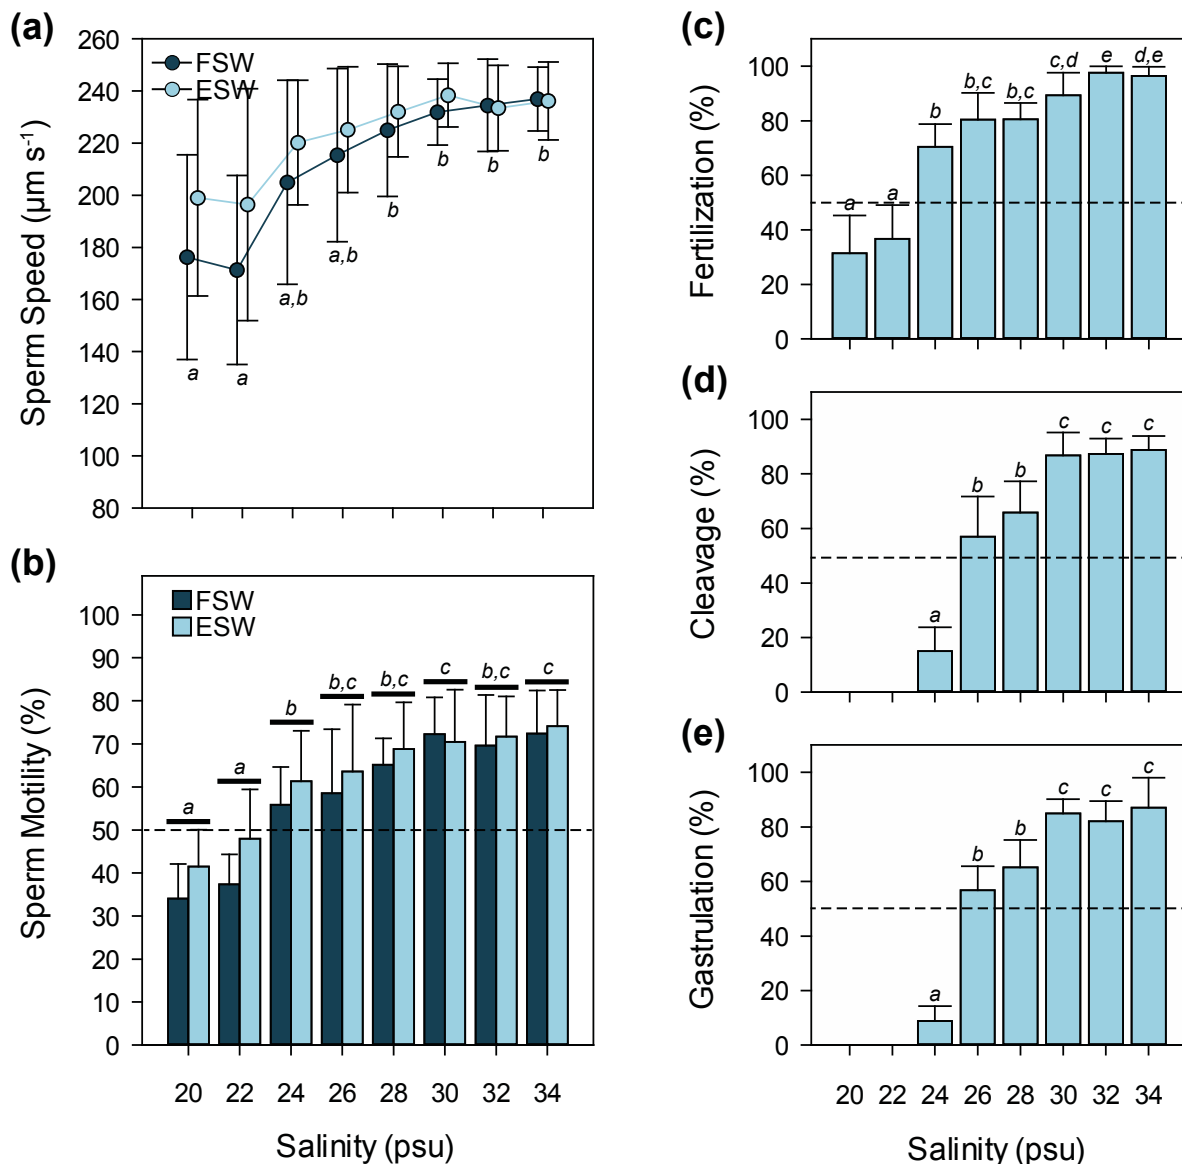 (a)
Sperm Speed (µm s⁻¹)
260
240
220
200
180
160
140
120
100
80
FSW
ESW
a
a
a,b
a,b
b
b
b
b
(b)
Sperm Motility (%)
100
90
80
70
60
50
40
30
20
10
0
FSW
ESW
a
a
b
b,c
b,c
c
b,c
c
20 22 24 26 28 30 32 34
Salinity (psu)
(c)
Fertilization (%)
100
80
60
40
20
0
a
a
b
b,c
b,c
c,d
e
d,e
(d)
Cleavage (%)
100
80
60
40
20
0
a
b
b
c
c
c
(e)
Gastrulation (%)
100
80
60
40
20
0
a
b
b
c
c
c
20 22 24 26 28 30 32 34
Salinity (psu)